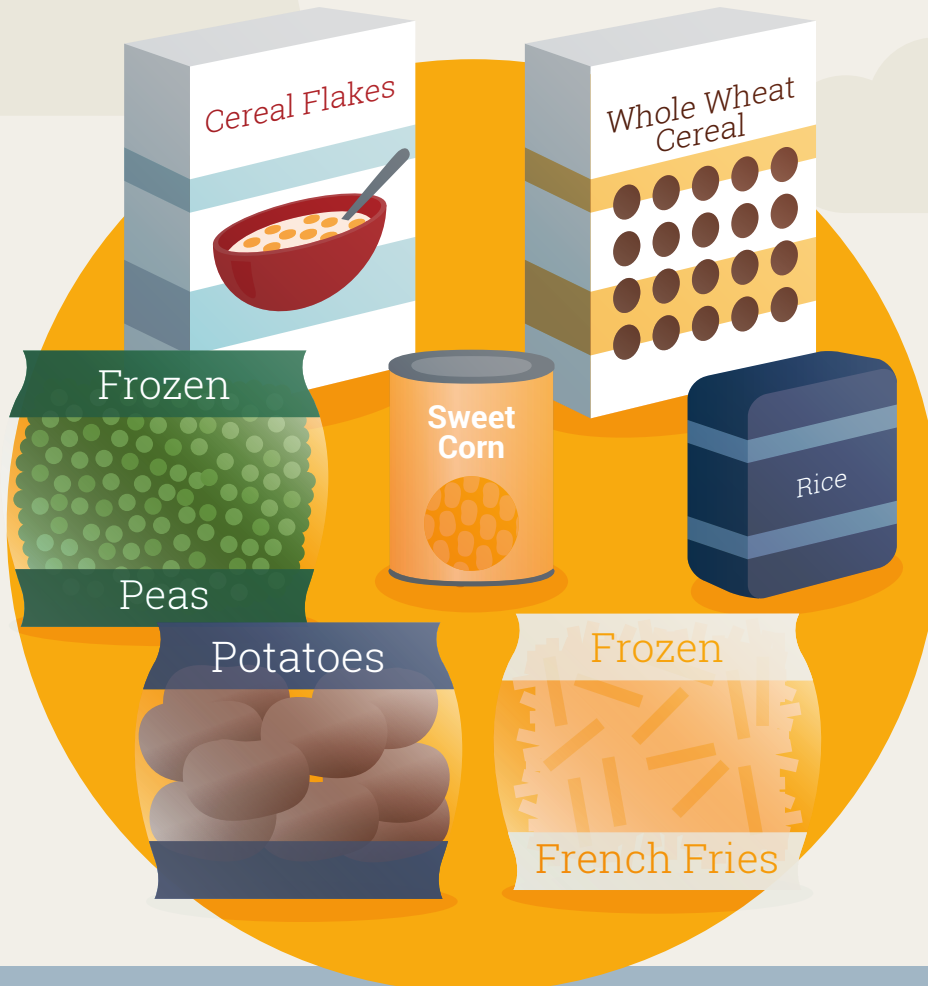 Cereal Flakes
Whole Wheat
Cereal
Frozen
Peas
Sweet
Corn
Rice
Potatoes
Frozen
French Fries